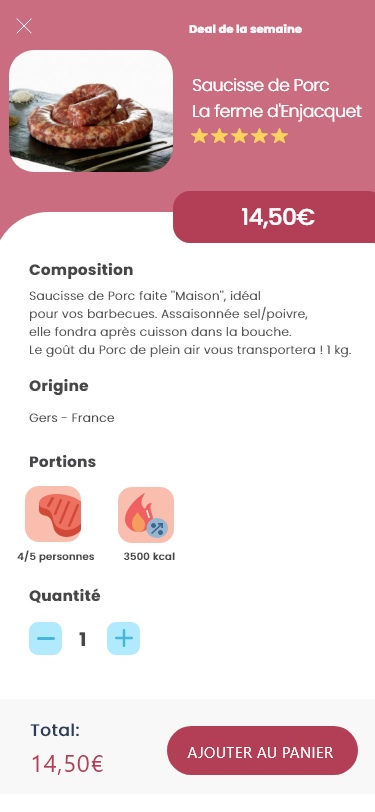 Deal de la semaine
Saucisse de Porc
La ferme d'Enjacquet
14,50€
Composition
Saucisse de Porc faite "Maison", idéal
pour vos barbecues. Assaisonnée sel/poivre,
elle fondra après cuisson dans la bouche.
Le goût du Porc de plein air vous transportera ! 1 kg.
Origine
Gers - France
Portions
4/5 personnes
3500 kcal
Quantité
1
Total:
14,50€
AJOUTER AU PANIER